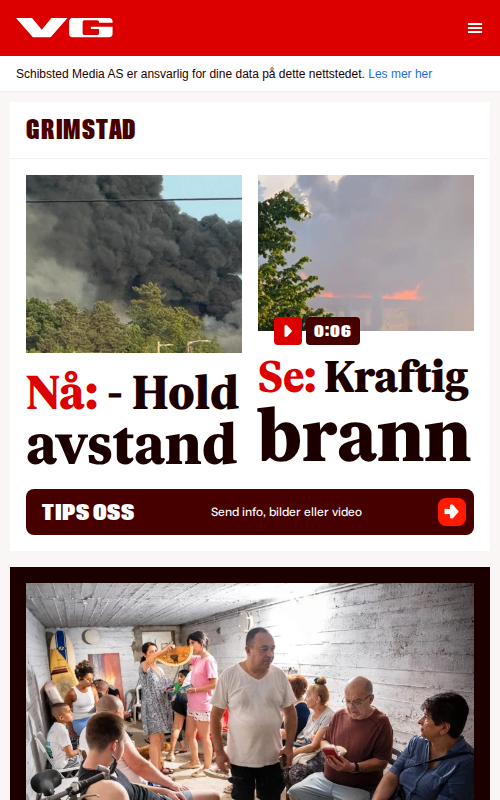 VG
Schibsted Media AS er ansvarlig for dine data på dette nettstedet. Les mer her
GRIMSTAD
Nå: - Hold
avstand
0:06
Se: Kraftig
brann
TIPS OSS
Send info, bilder eller video